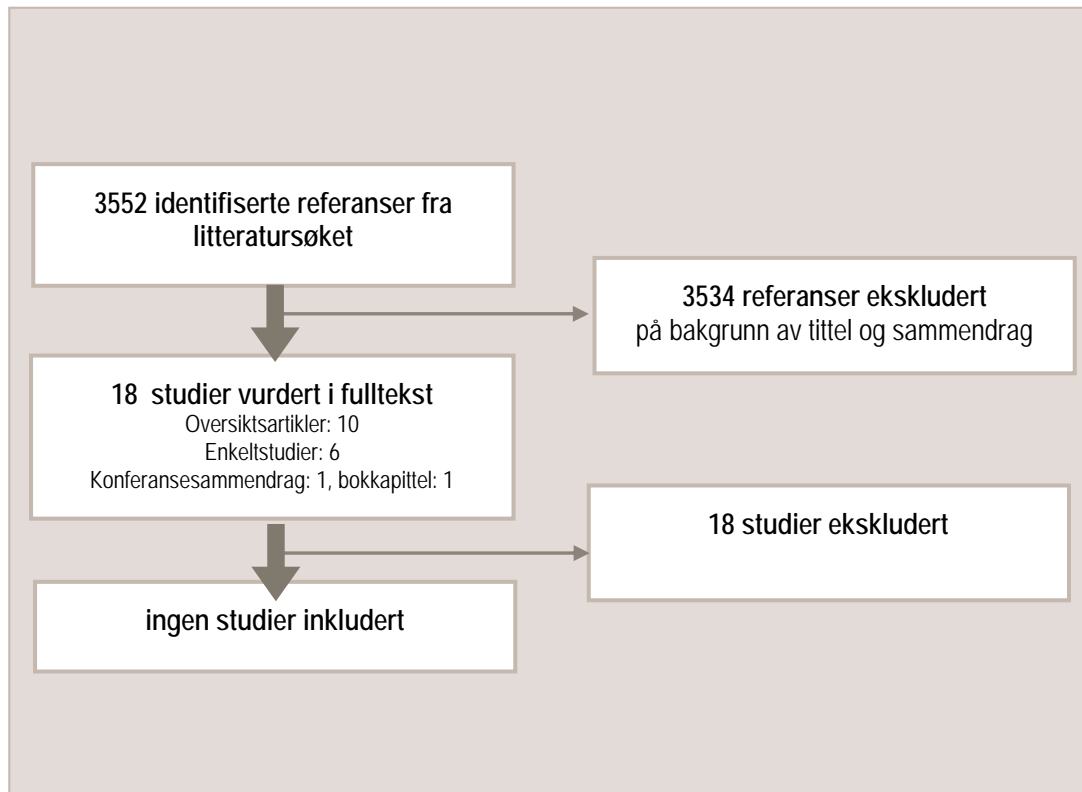 3552 identifiserte referanser fra
litteratursøket
3534 referanser ekskludert
på bakgrunn av tittel og sammendrag
18 studier vurdert i fulltekst
Oversiktsartikler: 10
Enkeltstudier: 6
Konferansesammendrag: 1, bokkapittel: 1
18 studier ekskludert
ingen studier inkludert